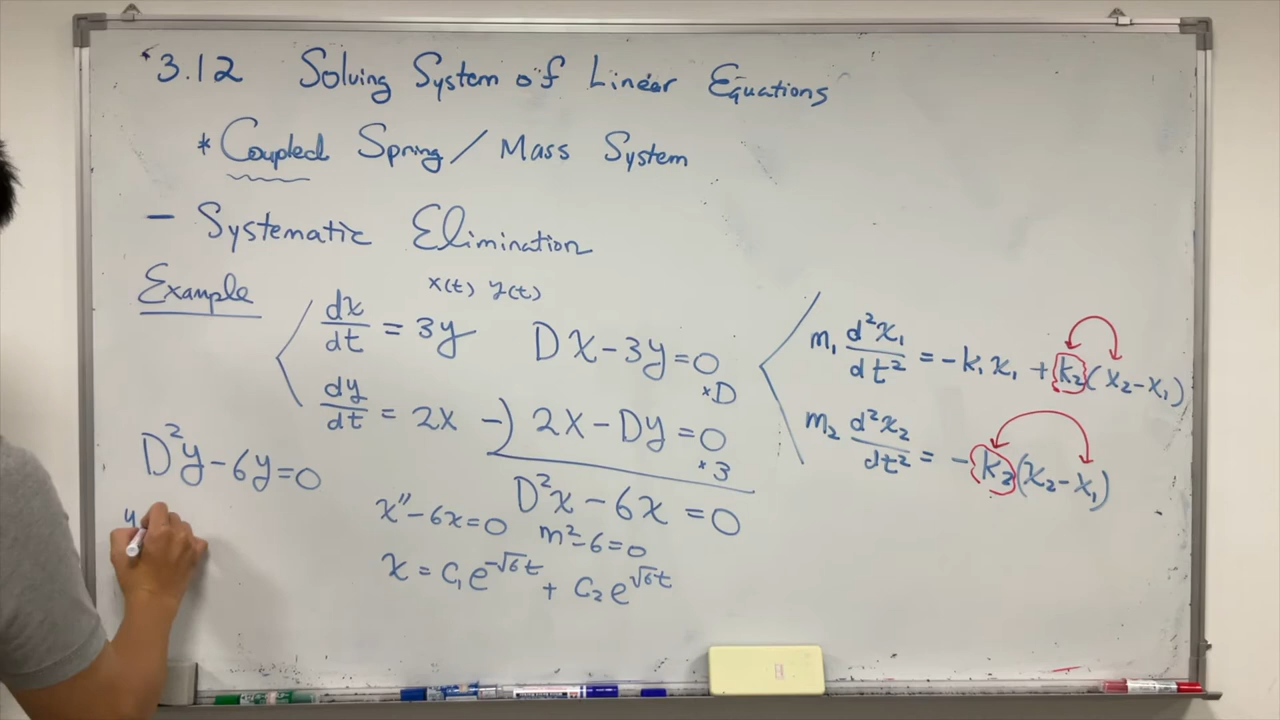 *3.12 Solving System of Linear Equations
* Coupled Spring / Mass System
- Systematic Elimination
Example x(t) y(t)
dx/dt = 3y Dx-3y=0
×D
dy/dt = 2x -) 2x-Dy=0
×3
D²x - 6x = 0
x''-6x=0 m²-6=0
x = c₁e^(-√6t) + c₂e^(√6t)
D²y-6y=0
y
m₁ d²x₁/dt² = -k₁x₁ + k₂(x₂-x₁)
m₂ d²x₂/dt² = -k₂(x₂-x₁)